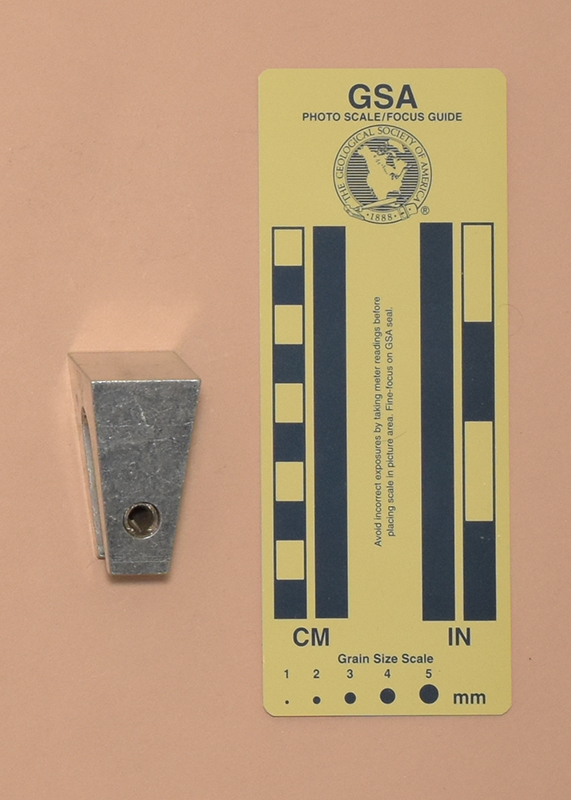 GSA
PHOTO SCALE/FOCUS GUIDE
THE GEOLOGICAL SOCIETY OF AMERICA
·1888·
®
Avoid incorrect exposures by taking meter readings before
placing scale in picture area. Fine-focus on GSA seal.
CM
IN
Grain Size Scale
1 2 3 4 5
mm